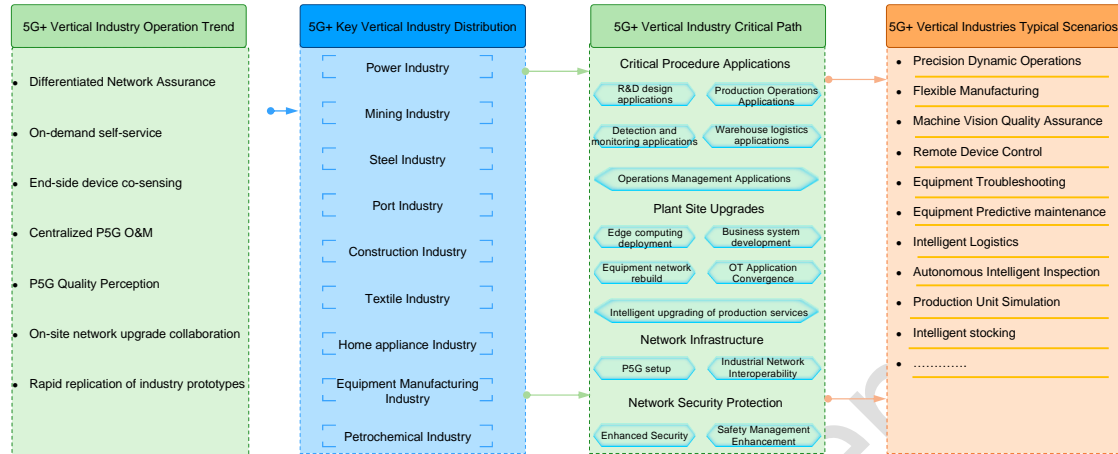 5G+ Vertical Industry Operation Trend
Differentiated Network Assurance
On-demand self-service
End-side device co-sensing
Centralized P5G O&M
P5G Quality Perception
On-site network upgrade collaboration
Rapid replication of industry prototypes
5G+ Key Vertical Industry Distribution
Power Industry
Mining Industry
Steel Industry
Port Industry
Construction Industry
Textile Industry
Home appliance Industry
Equipment Manufacturing
Industry
Petrochemical Industry
5G+ Vertical Industry Critical Path
Critical Procedure Applications
R&D design
applications
Production Operations
Applications
Detection and
monitoring applications
Warehouse logistics
applications
Operations Management Applications
Plant Site Upgrades
Edge computing
deployment
Business system
development
Equipment network
rebuild
OT Application
Convergence
Intelligent upgrading of production services
Network Infrastructure
P5G setup
Industrial Network
Interoperability
Network Security Protection
Enhanced Security
Safety Management
Enhancement
5G+ Vertical Industries Typical Scenarios
Precision Dynamic Operations
Flexible Manufacturing
Machine Vision Quality Assurance
Remote Device Control
Equipment Troubleshooting
Equipment Predictive maintenance
Intelligent Logistics
Autonomous Intelligent Inspection
Production Unit Simulation
Intelligent stocking
………….